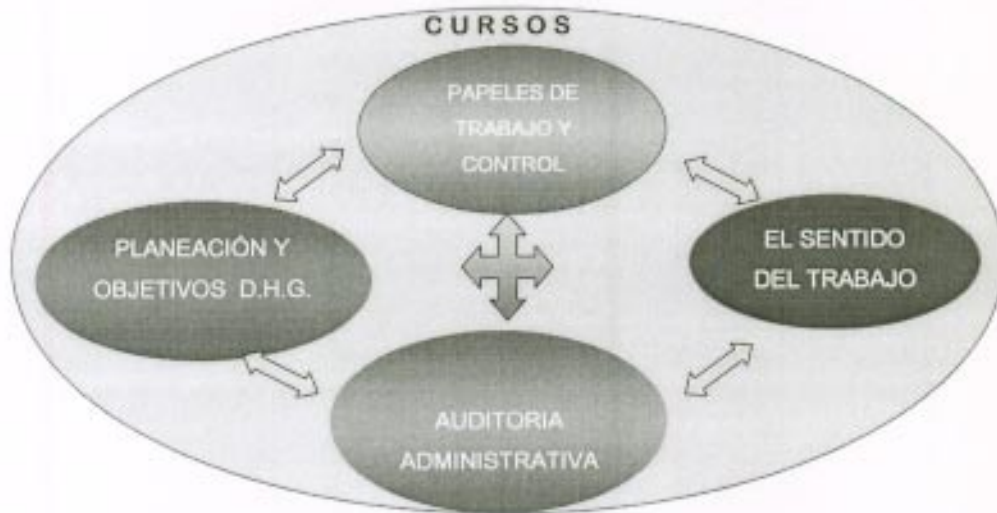 CURSOS
PAPELES DE
TRABAJO Y
CONTROL
PLANEACIÓN Y
OBJETIVOS D.H.G.
EL SENTIDO
DEL TRABAJO
AUDITORIA
ADMINISTRATIVA